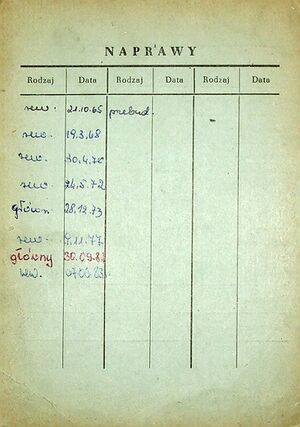 NAPRAWY
Rodzaj Data Rodzaj Data Rodzaj Data
rew. 21.10.65 przebud.
rew. 19.3.68
rew. 30.4.70
rew. 24.5.72
główn. 28.12.73
rew. 9.11.77
główny 30.09.82
rew.